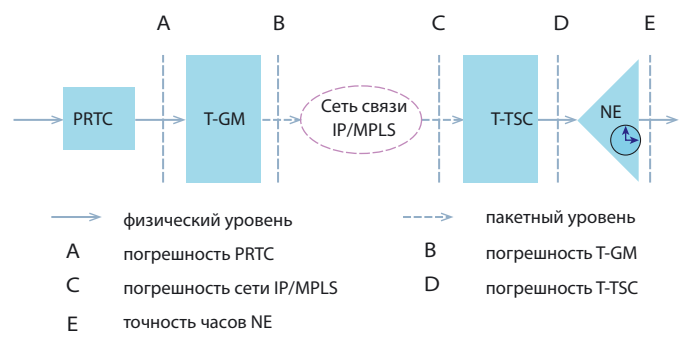 A B C D E
PRTC T-GM Сеть связи IP/MPLS T-TSC NE
физический уровень пакетный уровень
A погрешность PRTC B погрешность T-GM
C погрешность сети IP/MPLS D погрешность T-TSC
E точность часов NE